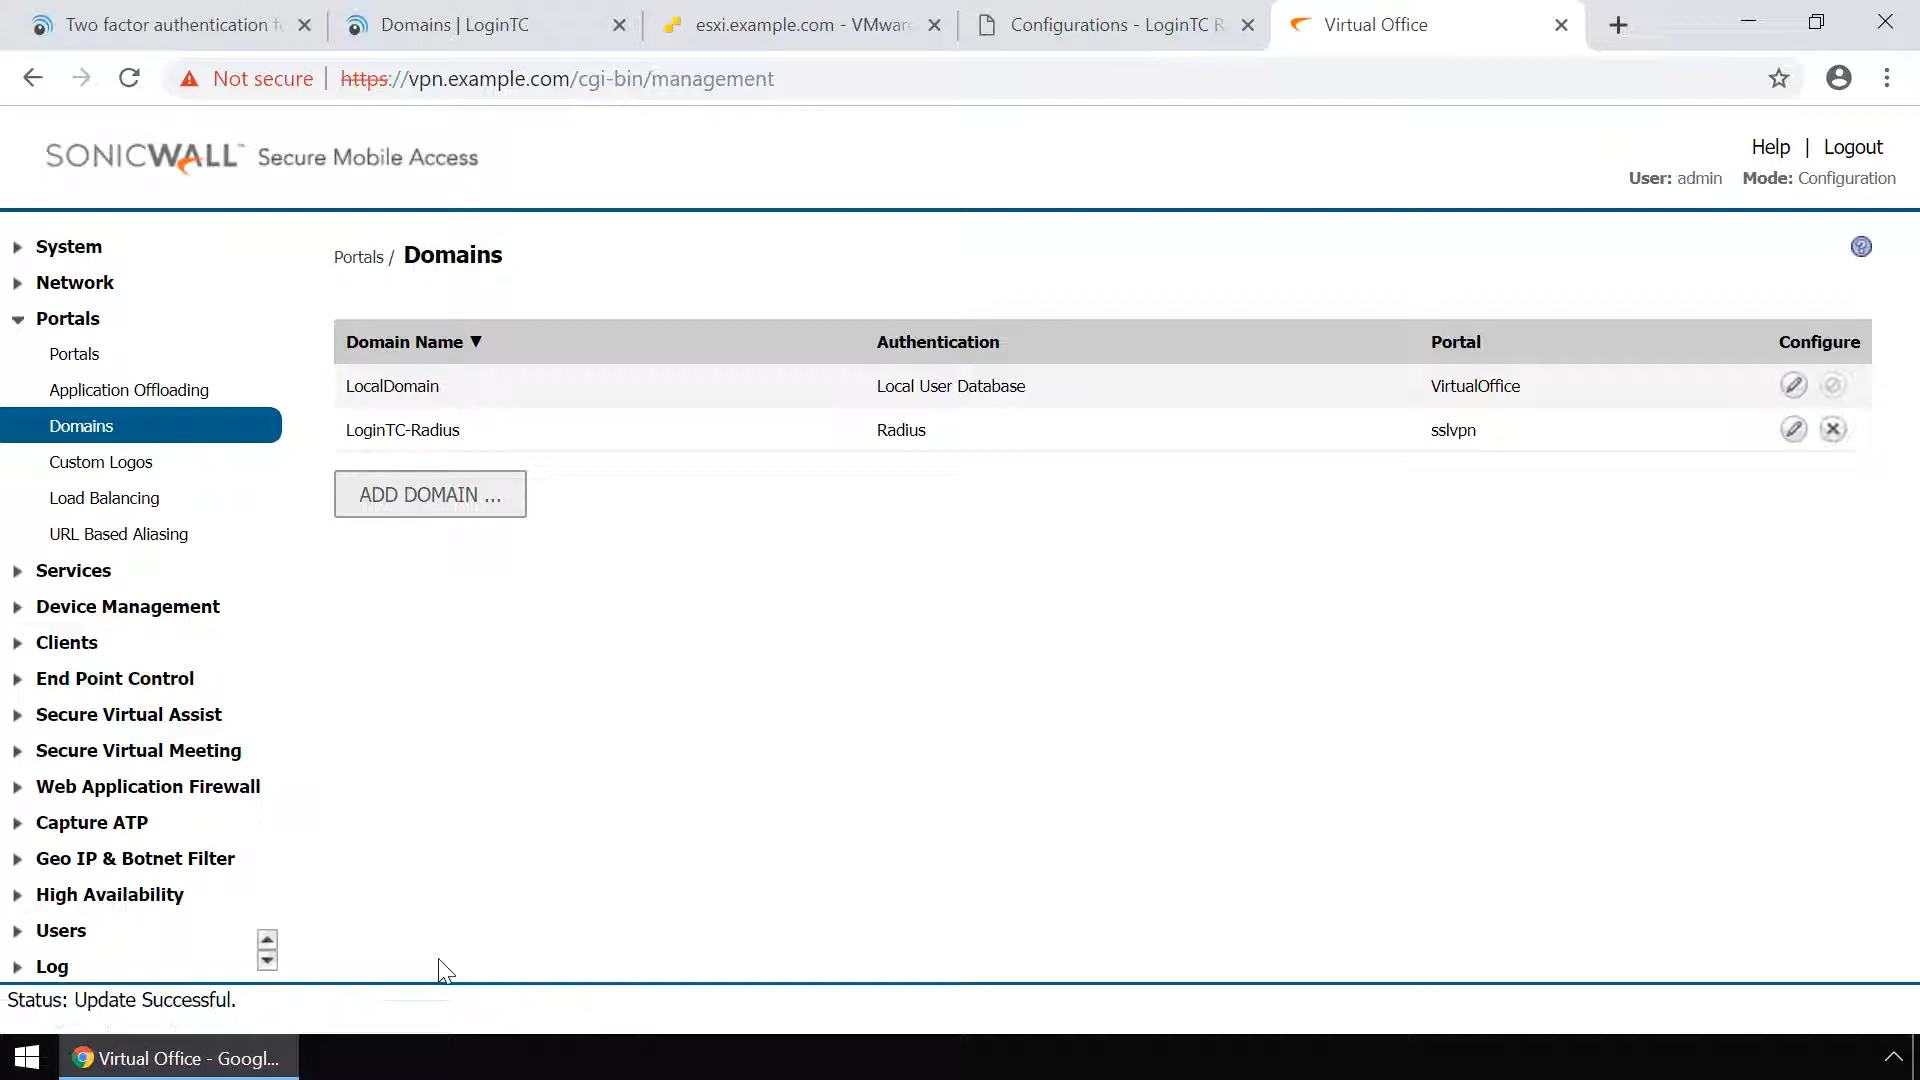 Two factor authentication f
Domains | LoginTC
esxi.example.com - VMwar
Configurations - LoginTC R
Virtual Office
Not secure
https://vpn.example.com/cgi-bin/management
SONICWALL™ Secure Mobile Access
Help | Logout
User: admin Mode: Configuration
System
Network
Portals
Portals
Application Offloading
Domains
Custom Logos
Load Balancing
URL Based Aliasing
Services
Device Management
Clients
End Point Control
Secure Virtual Assist
Secure Virtual Meeting
Web Application Firewall
Capture ATP
Geo IP & Botnet Filter
High Availability
Users
Log
Portals / Domains
Domain Name ▼ Authentication Portal Configure
LocalDomain Local User Database VirtualOffice
LoginTC-Radius Radius sslvpn
ADD DOMAIN ...
Status: Update Successful.
Virtual Office - Googl...